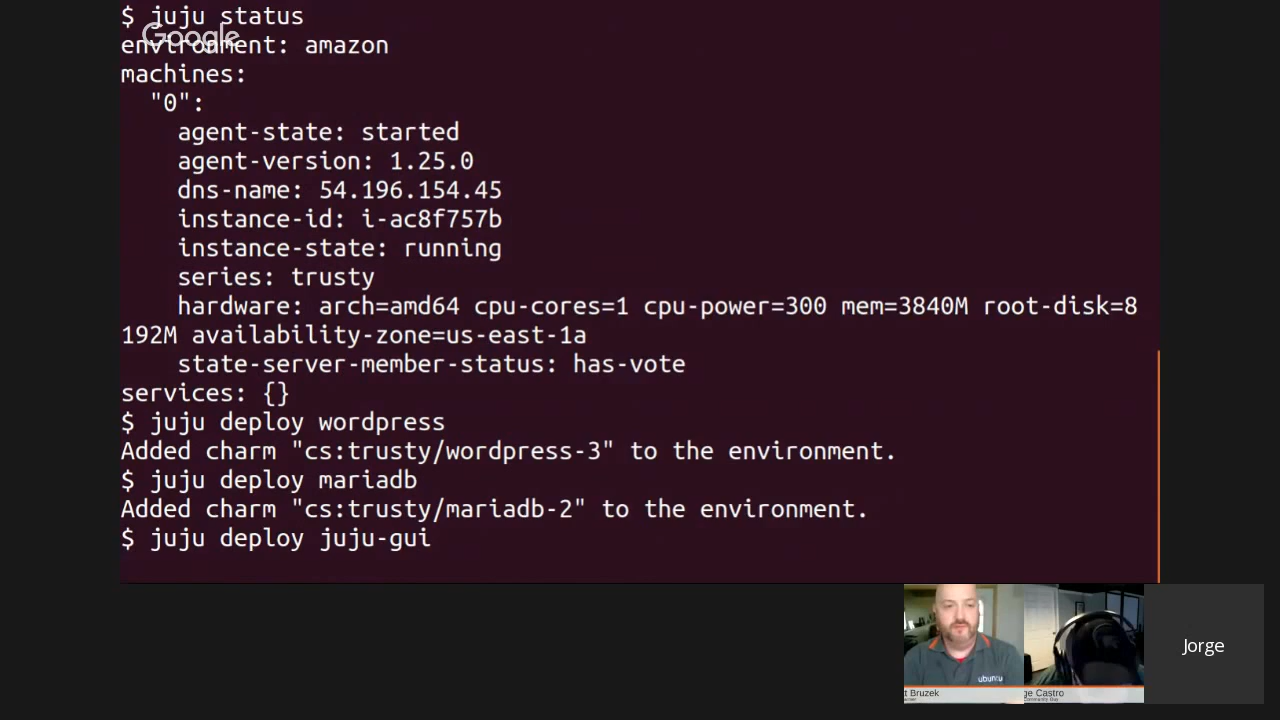 $ juju status
Google
environment: amazon
machines:
  "0":
    agent-state: started
    agent-version: 1.25.0
    dns-name: 54.196.154.45
    instance-id: i-ac8f757b
    instance-state: running
    series: trusty
    hardware: arch=amd64 cpu-cores=1 cpu-power=300 mem=3840M root-disk=8
192M availability-zone=us-east-1a
    state-server-member-status: has-vote
services: {}
$ juju deploy wordpress
Added charm "cs:trusty/wordpress-3" to the environment.
$ juju deploy mariadb
Added charm "cs:trusty/mariadb-2" to the environment.
$ juju deploy juju-gui
ubuntu
t Bruzek
ge Castro
Jorge